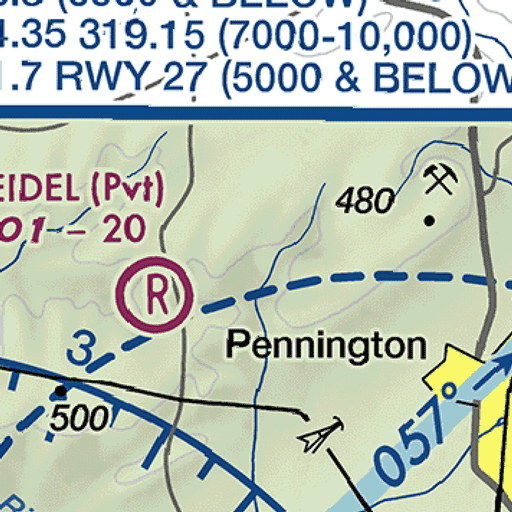 4.35 319.15 (7000-10,000)
1.7 RWY 27 (5000 & BELOW
EIDEL (Pvt)
01 - 20
480
R
3
Pennington
500
057°